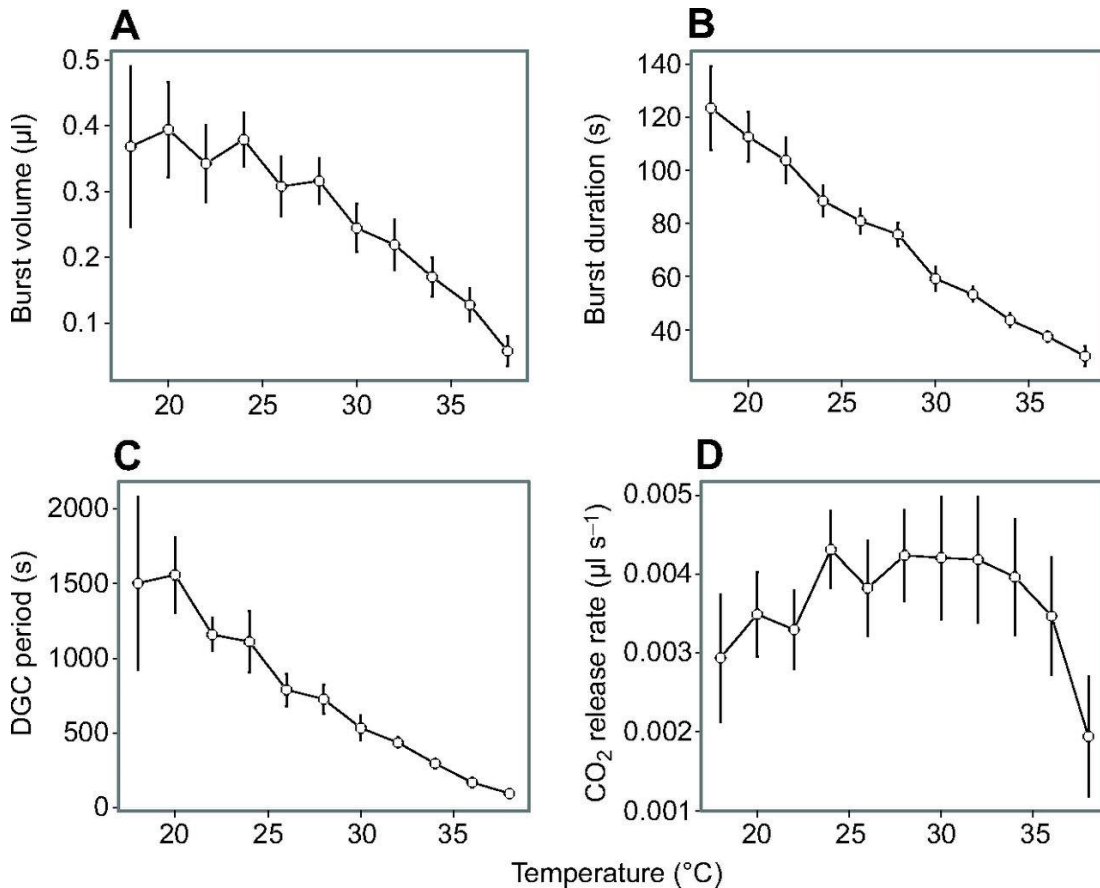 A
Burst volume (µl)
0.5
0.4
0.3
0.2
0.1
20 25 30 35
B
Burst duration (s)
140
120
100
80
60
40
20 25 30 35
C
DGC period (s)
2000
1500
1000
500
0
20 25 30 35
D
CO₂ release rate (µl s⁻¹)
0.005
0.004
0.003
0.002
0.001
20 25 30 35
Temperature (°C)